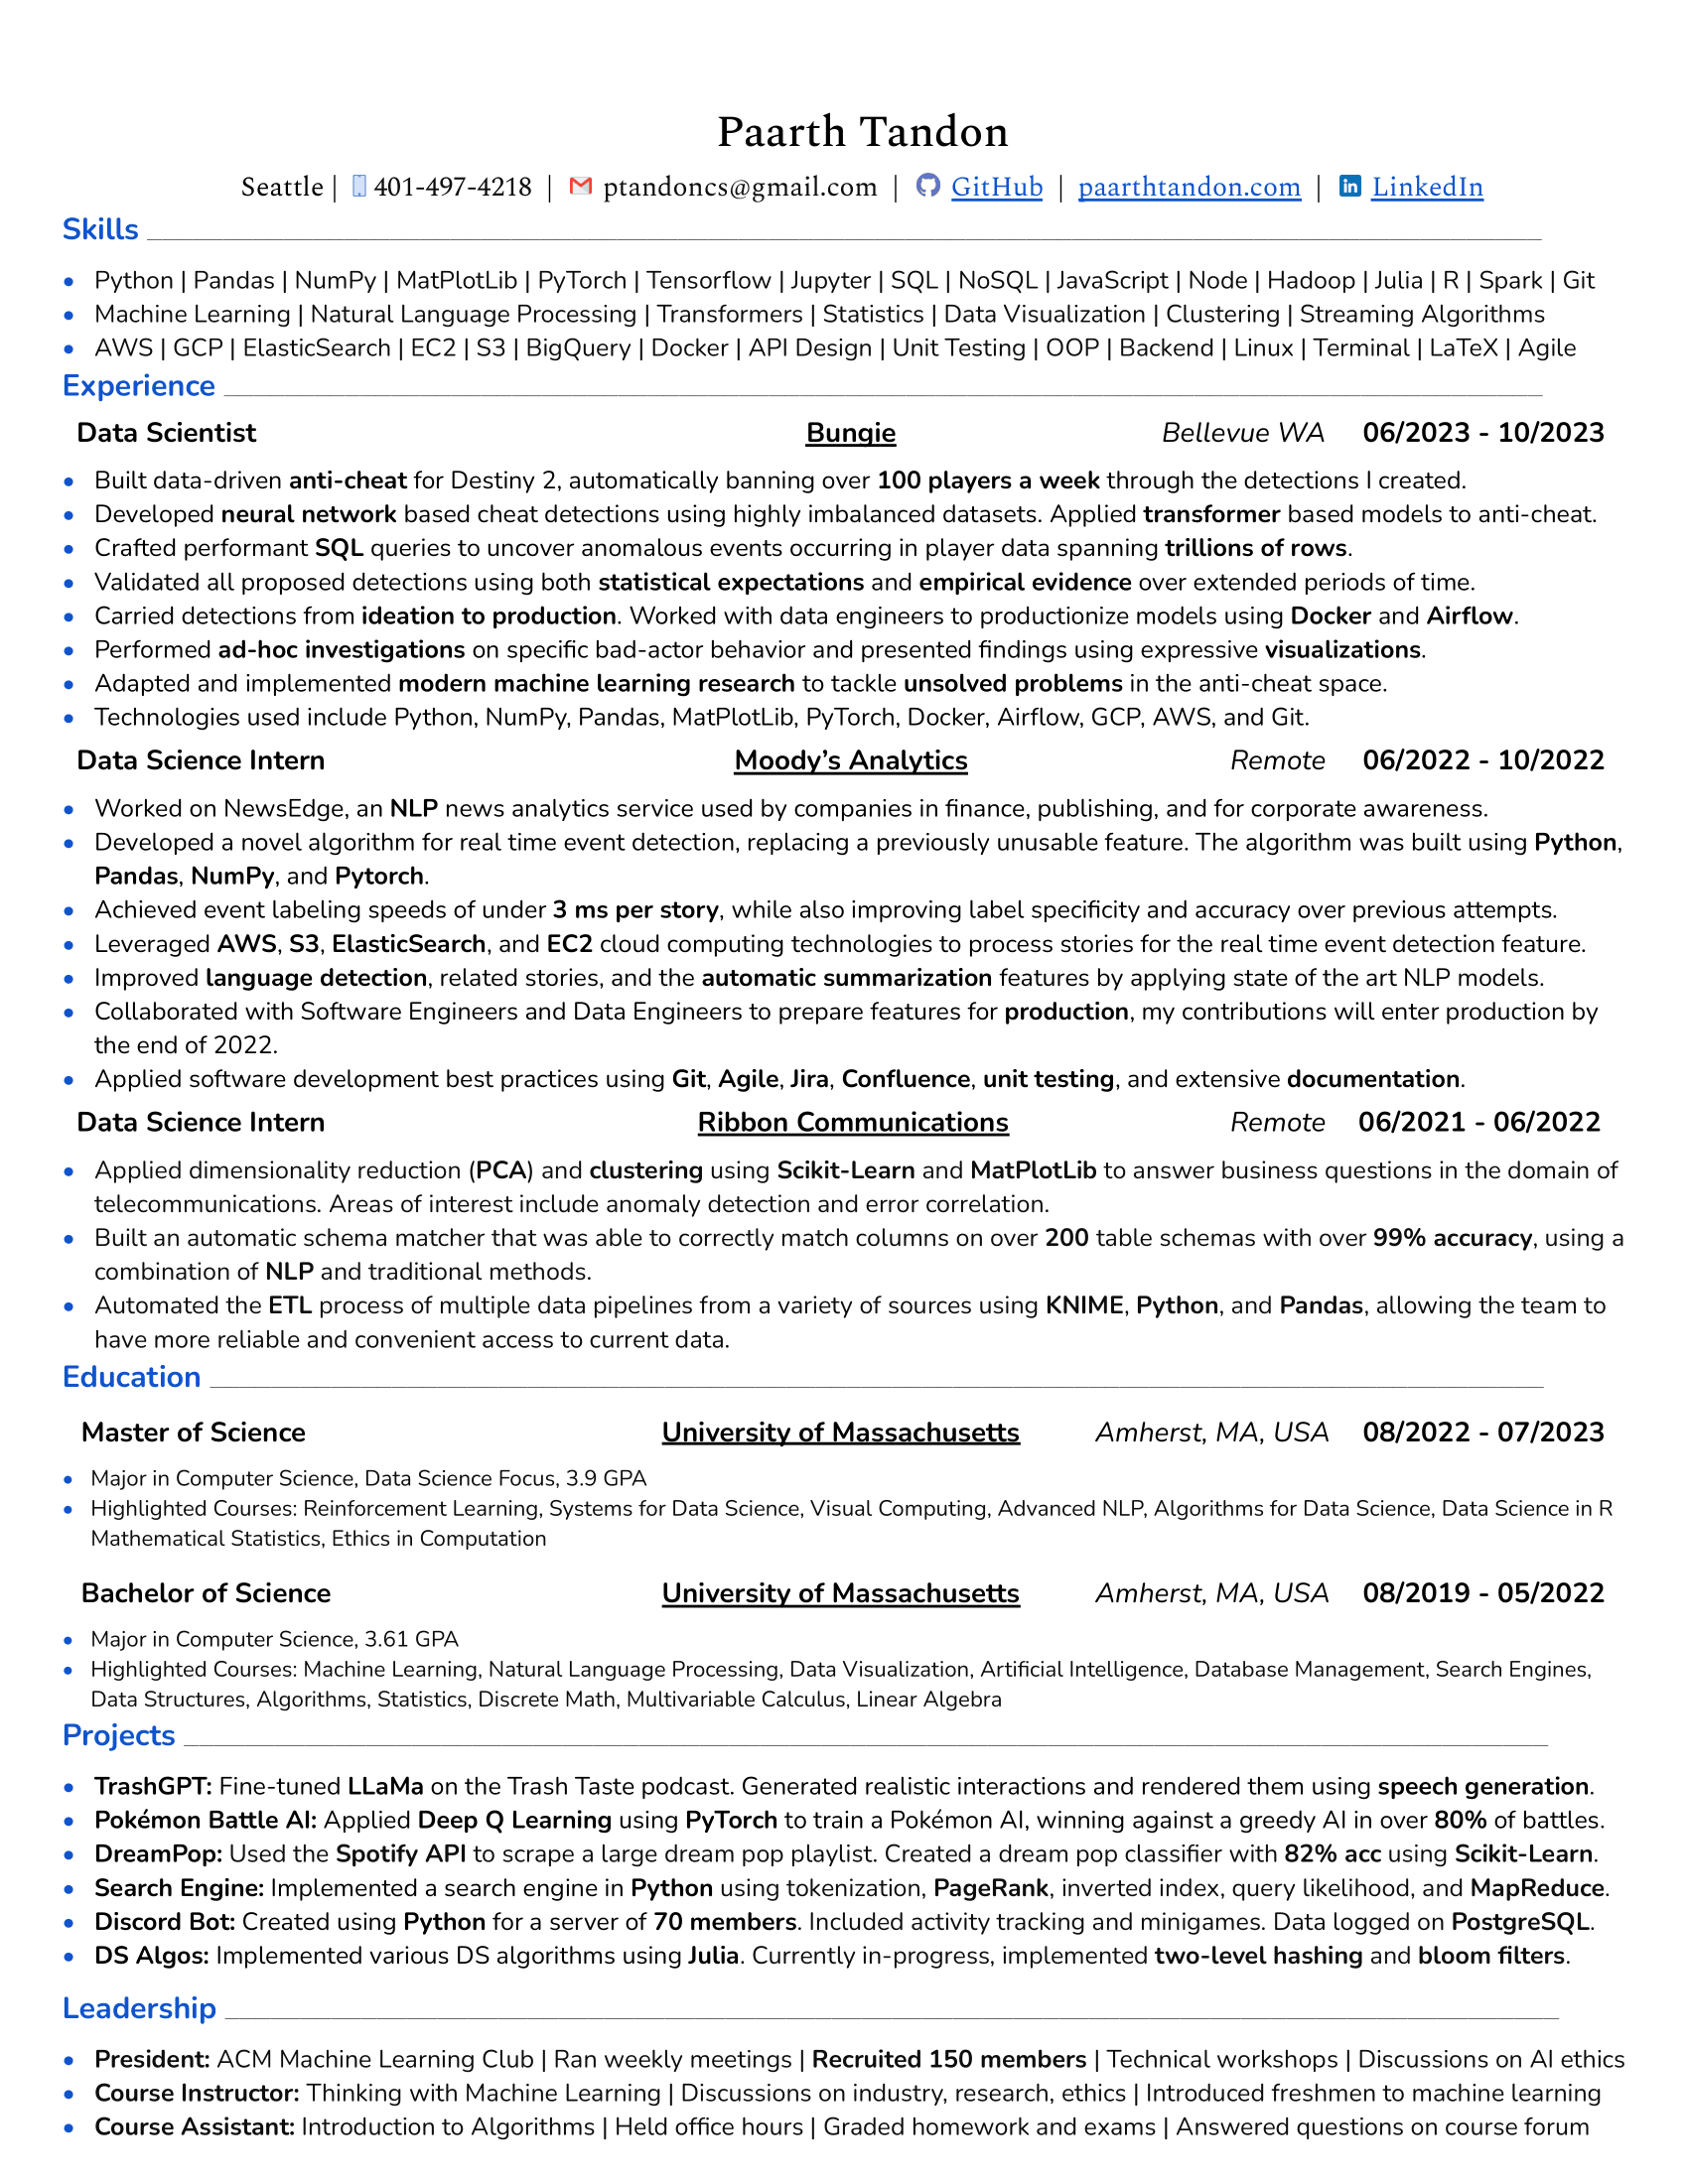 Paarth Tandon
Seattle | 401-497-4218 | ptandoncs@gmail.com | GitHub | paarthtandon.com | LinkedIn
Skills
• Python | Pandas | NumPy | MatPlotLib | PyTorch | Tensorflow | Jupyter | SQL | NoSQL | JavaScript | Node | Hadoop | Julia | R | Spark | Git
• Machine Learning | Natural Language Processing | Transformers | Statistics | Data Visualization | Clustering | Streaming Algorithms
• AWS | GCP | ElasticSearch | EC2 | S3 | BigQuery | Docker | API Design | Unit Testing | OOP | Backend | Linux | Terminal | LaTeX | Agile
Experience
Data Scientist Bungie Bellevue WA 06/2023 - 10/2023
• Built data-driven anti-cheat for Destiny 2, automatically banning over 100 players a week through the detections I created.
• Developed neural network based cheat detections using highly imbalanced datasets. Applied transformer based models to anti-cheat.
• Crafted performant SQL queries to uncover anomalous events occurring in player data spanning trillions of rows.
• Validated all proposed detections using both statistical expectations and empirical evidence over extended periods of time.
• Carried detections from ideation to production. Worked with data engineers to productionize models using Docker and Airflow.
• Performed ad-hoc investigations on specific bad-actor behavior and presented findings using expressive visualizations.
• Adapted and implemented modern machine learning research to tackle unsolved problems in the anti-cheat space.
• Technologies used include Python, NumPy, Pandas, MatPlotLib, PyTorch, Docker, Airflow, GCP, AWS, and Git.
Data Science Intern Moody's Analytics Remote 06/2022 - 10/2022
• Worked on NewsEdge, an NLP news analytics service used by companies in finance, publishing, and for corporate awareness.
• Developed a novel algorithm for real time event detection, replacing a previously unusable feature. The algorithm was built using Python,
Pandas, NumPy, and Pytorch.
• Achieved event labeling speeds of under 3 ms per story, while also improving label specificity and accuracy over previous attempts.
• Leveraged AWS, S3, ElasticSearch, and EC2 cloud computing technologies to process stories for the real time event detection feature.
• Improved language detection, related stories, and the automatic summarization features by applying state of the art NLP models.
• Collaborated with Software Engineers and Data Engineers to prepare features for production, my contributions will enter production by
the end of 2022.
• Applied software development best practices using Git, Agile, Jira, Confluence, unit testing, and extensive documentation.
Data Science Intern Ribbon Communications Remote 06/2021 - 06/2022
• Applied dimensionality reduction (PCA) and clustering using Scikit-Learn and MatPlotLib to answer business questions in the domain of
telecommunications. Areas of interest include anomaly detection and error correlation.
• Built an automatic schema matcher that was able to correctly match columns on over 200 table schemas with over 99% accuracy, using a
combination of NLP and traditional methods.
• Automated the ETL process of multiple data pipelines from a variety of sources using KNIME, Python, and Pandas, allowing the team to
have more reliable and convenient access to current data.
Education
Master of Science University of Massachusetts Amherst, MA, USA 08/2022 - 07/2023
• Major in Computer Science, Data Science Focus, 3.9 GPA
• Highlighted Courses: Reinforcement Learning, Systems for Data Science, Visual Computing, Advanced NLP, Algorithms for Data Science, Data Science in R
Mathematical Statistics, Ethics in Computation
Bachelor of Science University of Massachusetts Amherst, MA, USA 08/2019 - 05/2022
• Major in Computer Science, 3.61 GPA
• Highlighted Courses: Machine Learning, Natural Language Processing, Data Visualization, Artificial Intelligence, Database Management, Search Engines,
Data Structures, Algorithms, Statistics, Discrete Math, Multivariable Calculus, Linear Algebra
Projects
• TrashGPT: Fine-tuned LLaMa on the Trash Taste podcast. Generated realistic interactions and rendered them using speech generation.
• Pokémon Battle AI: Applied Deep Q Learning using PyTorch to train a Pokémon AI, winning against a greedy AI in over 80% of battles.
• DreamPop: Used the Spotify API to scrape a large dream pop playlist. Created a dream pop classifier with 82% acc using Scikit-Learn.
• Search Engine: Implemented a search engine in Python using tokenization, PageRank, inverted index, query likelihood, and MapReduce.
• Discord Bot: Created using Python for a server of 70 members. Included activity tracking and minigames. Data logged on PostgreSQL.
• DS Algos: Implemented various DS algorithms using Julia. Currently in-progress, implemented two-level hashing and bloom filters.
Leadership
• President: ACM Machine Learning Club | Ran weekly meetings | Recruited 150 members | Technical workshops | Discussions on AI ethics
• Course Instructor: Thinking with Machine Learning | Discussions on industry, research, ethics | Introduced freshmen to machine learning
• Course Assistant: Introduction to Algorithms | Held office hours | Graded homework and exams | Answered questions on course forum